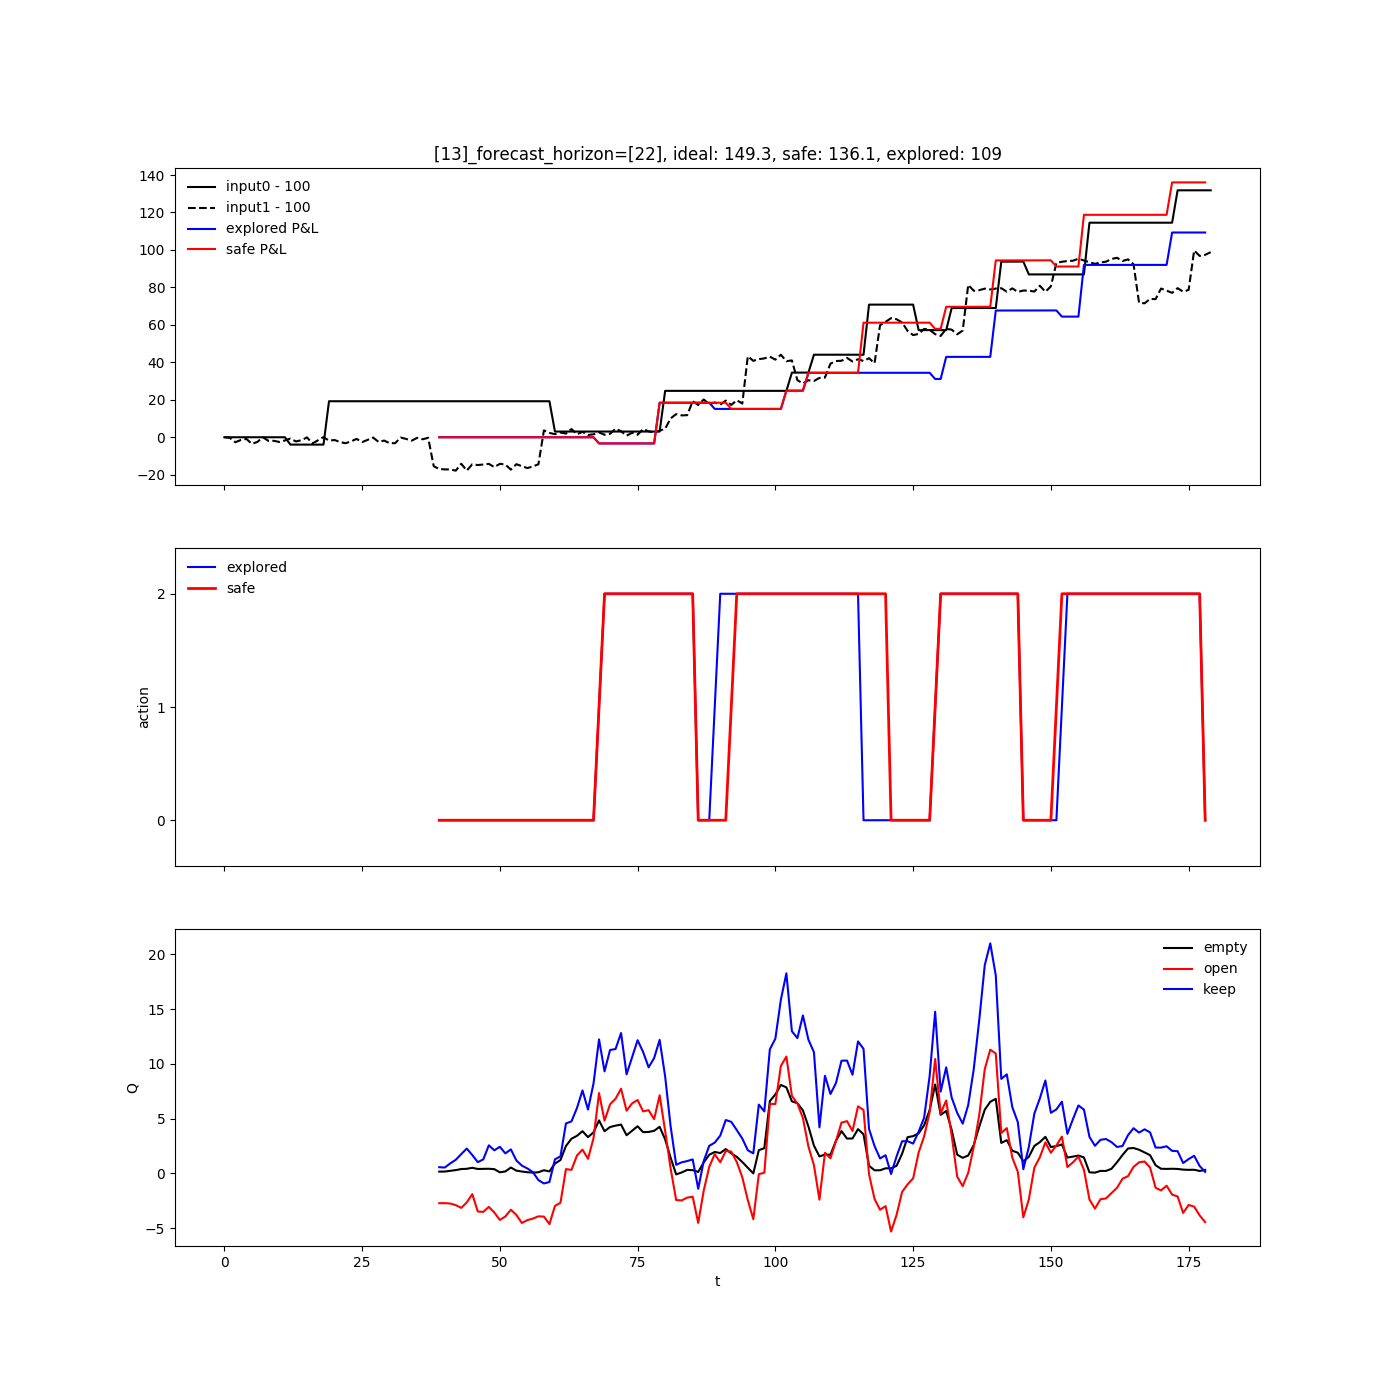 [13]_forecast_horizon=[22], ideal: 149.3, safe: 136.1, explored: 109
140
120
100
80
60
40
20
0
−20
input0 - 100
input1 - 100
explored P&L
safe P&L
2
1
0
action
explored
safe
20
15
10
5
0
−5
Q
empty
open
keep
0 25 50 75 100 125 150 175
t